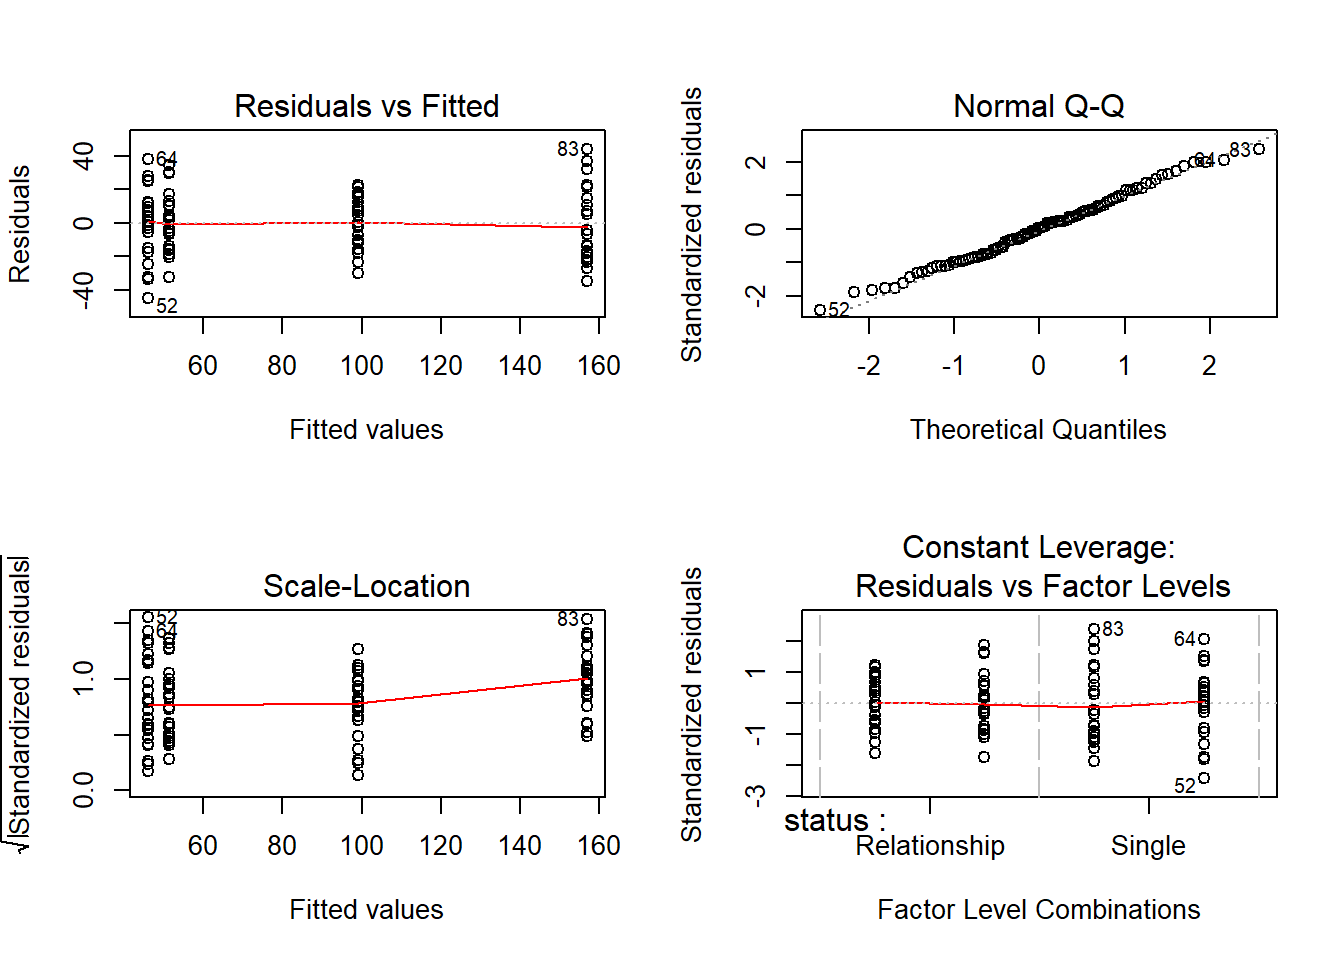 Residuals vs Fitted
Residuals
40
0
-40
64
83
52
60
80
100
120
140
160
Fitted values
Normal Q-Q
Standardized residuals
2
0
-2
64
83
52
-2
-1
0
1
2
Theoretical Quantiles
Scale-Location
√|Standardized residuals|
1.0
0.0
52
64
83
60
80
100
120
140
160
Fitted values
Constant Leverage:
Residuals vs Factor Levels
Standardized residuals
1
-1
-3
83
64
52
status :
Relationship
Single
Factor Level Combinations